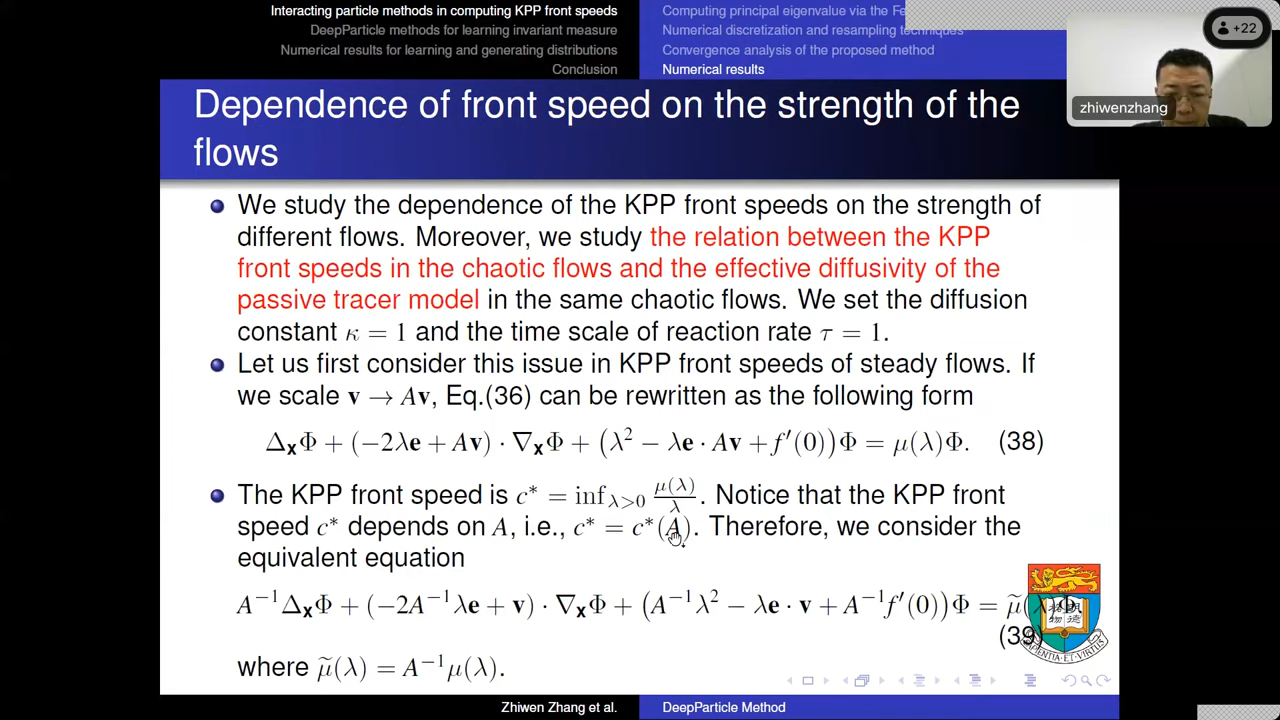 Interacting particle methods in computing KPP front speeds
DeepParticle methods for learning invariant measure
Numerical results for learning and generating distributions
Conclusion
Computing principal eigenvalue via the Fe
Numerical discretization and resampling techniques
Convergence analysis of the proposed method
Numerical results
+22
zhiwenzhang
Dependence of front speed on the strength of the
flows
We study the dependence of the KPP front speeds on the strength of
different flows. Moreover, we study the relation between the KPP
front speeds in the chaotic flows and the effective diffusivity of the
passive tracer model in the same chaotic flows. We set the diffusion
constant κ = 1 and the time scale of reaction rate τ = 1.
Let us first consider this issue in KPP front speeds of steady flows. If
we scale v → Av, Eq.(36) can be rewritten as the following form
Δ_xΦ + (−2λe + Av) · ∇_xΦ + (λ² − λe · Av + f′(0))Φ = μ(λ)Φ. (38)
The KPP front speed is c* = inf_{λ>0} μ(λ)/λ. Notice that the KPP front
speed c* depends on A, i.e., c* = c*(A). Therefore, we consider the
equivalent equation
A⁻¹Δ_xΦ + (−2A⁻¹λe + v) · ∇_xΦ + (A⁻¹λ² − λe · v + A⁻¹f′(0))Φ = μ̃(λ)Φ.
(39)
where μ̃(λ) = A⁻¹μ(λ).
Zhiwen Zhang et al.
DeepParticle Method